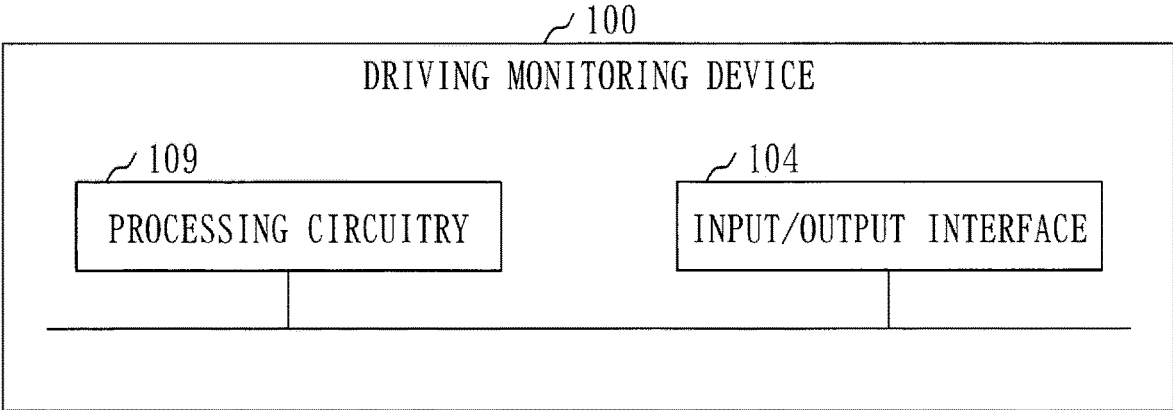 100
DRIVING MONITORING DEVICE
109
104
PROCESSING CIRCUITRY
INPUT/OUTPUT INTERFACE